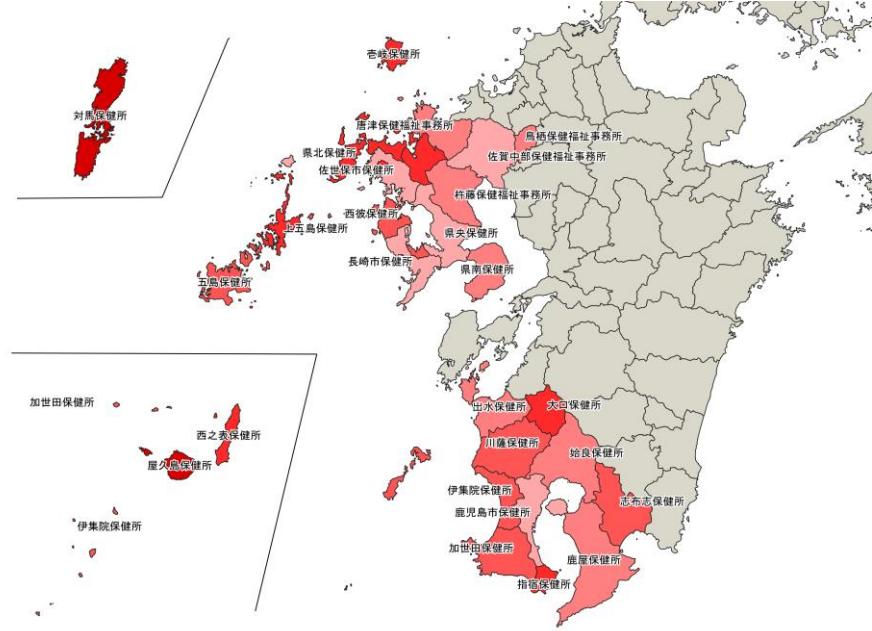 壱岐保健所
対馬保健所
唐津保健福祉事務所
鳥栖保健福祉事務所
県北保健所
佐賀中部保健福祉事務所
佐世保市保健所
杵藤保健福祉事務所
西彼保健所
上五島保健所
県央保健所
長崎市保健所
県南保健所
五島保健所
加世田保健所
出水保健所
大口保健所
西之表保健所
川薩保健所
姶良保健所
屋久島保健所
伊集院保健所
志布志保健所
鹿児島市保健所
伊集院保健所
加世田保健所
鹿屋保健所
指宿保健所